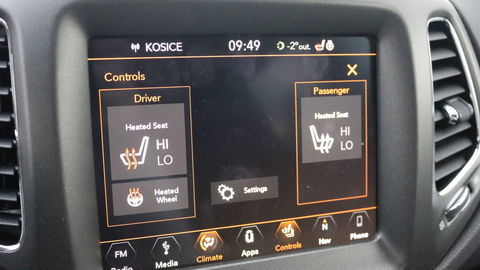 KOSICE 09:49 -2° out.
Controls
Driver
Heated Seat
HI
LO
Heated
Wheel
Settings
Passenger
Heated Seat
HI
LO
FM
Radio
Media
Climate
Apps
Controls
N
Nav
Phone